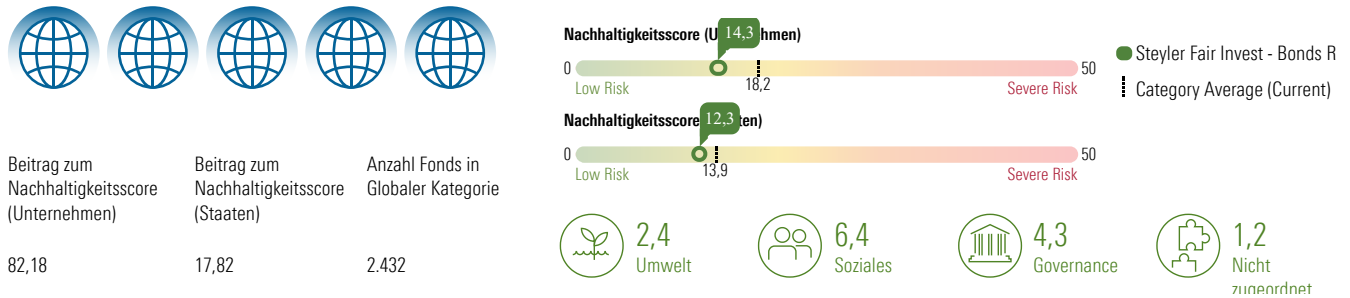 Beitrag zum
Nachhaltigkeitsscore
(Unternehmen)
82,18
Beitrag zum
Nachhaltigkeitsscore
(Staaten)
17,82
Anzahl Fonds in
Globaler Kategorie
2.432
Nachhaltigkeitsscore (U hmen)
14,3
0
50
Low Risk
18,2
Severe Risk
Nachhaltigkeitsscore ten)
12,3
0
50
Low Risk
13,9
Severe Risk
Steyler Fair Invest - Bonds R
Category Average (Current)
2,4
Umwelt
6,4
Soziales
4,3
Governance
1,2
Nicht
zugeordnet